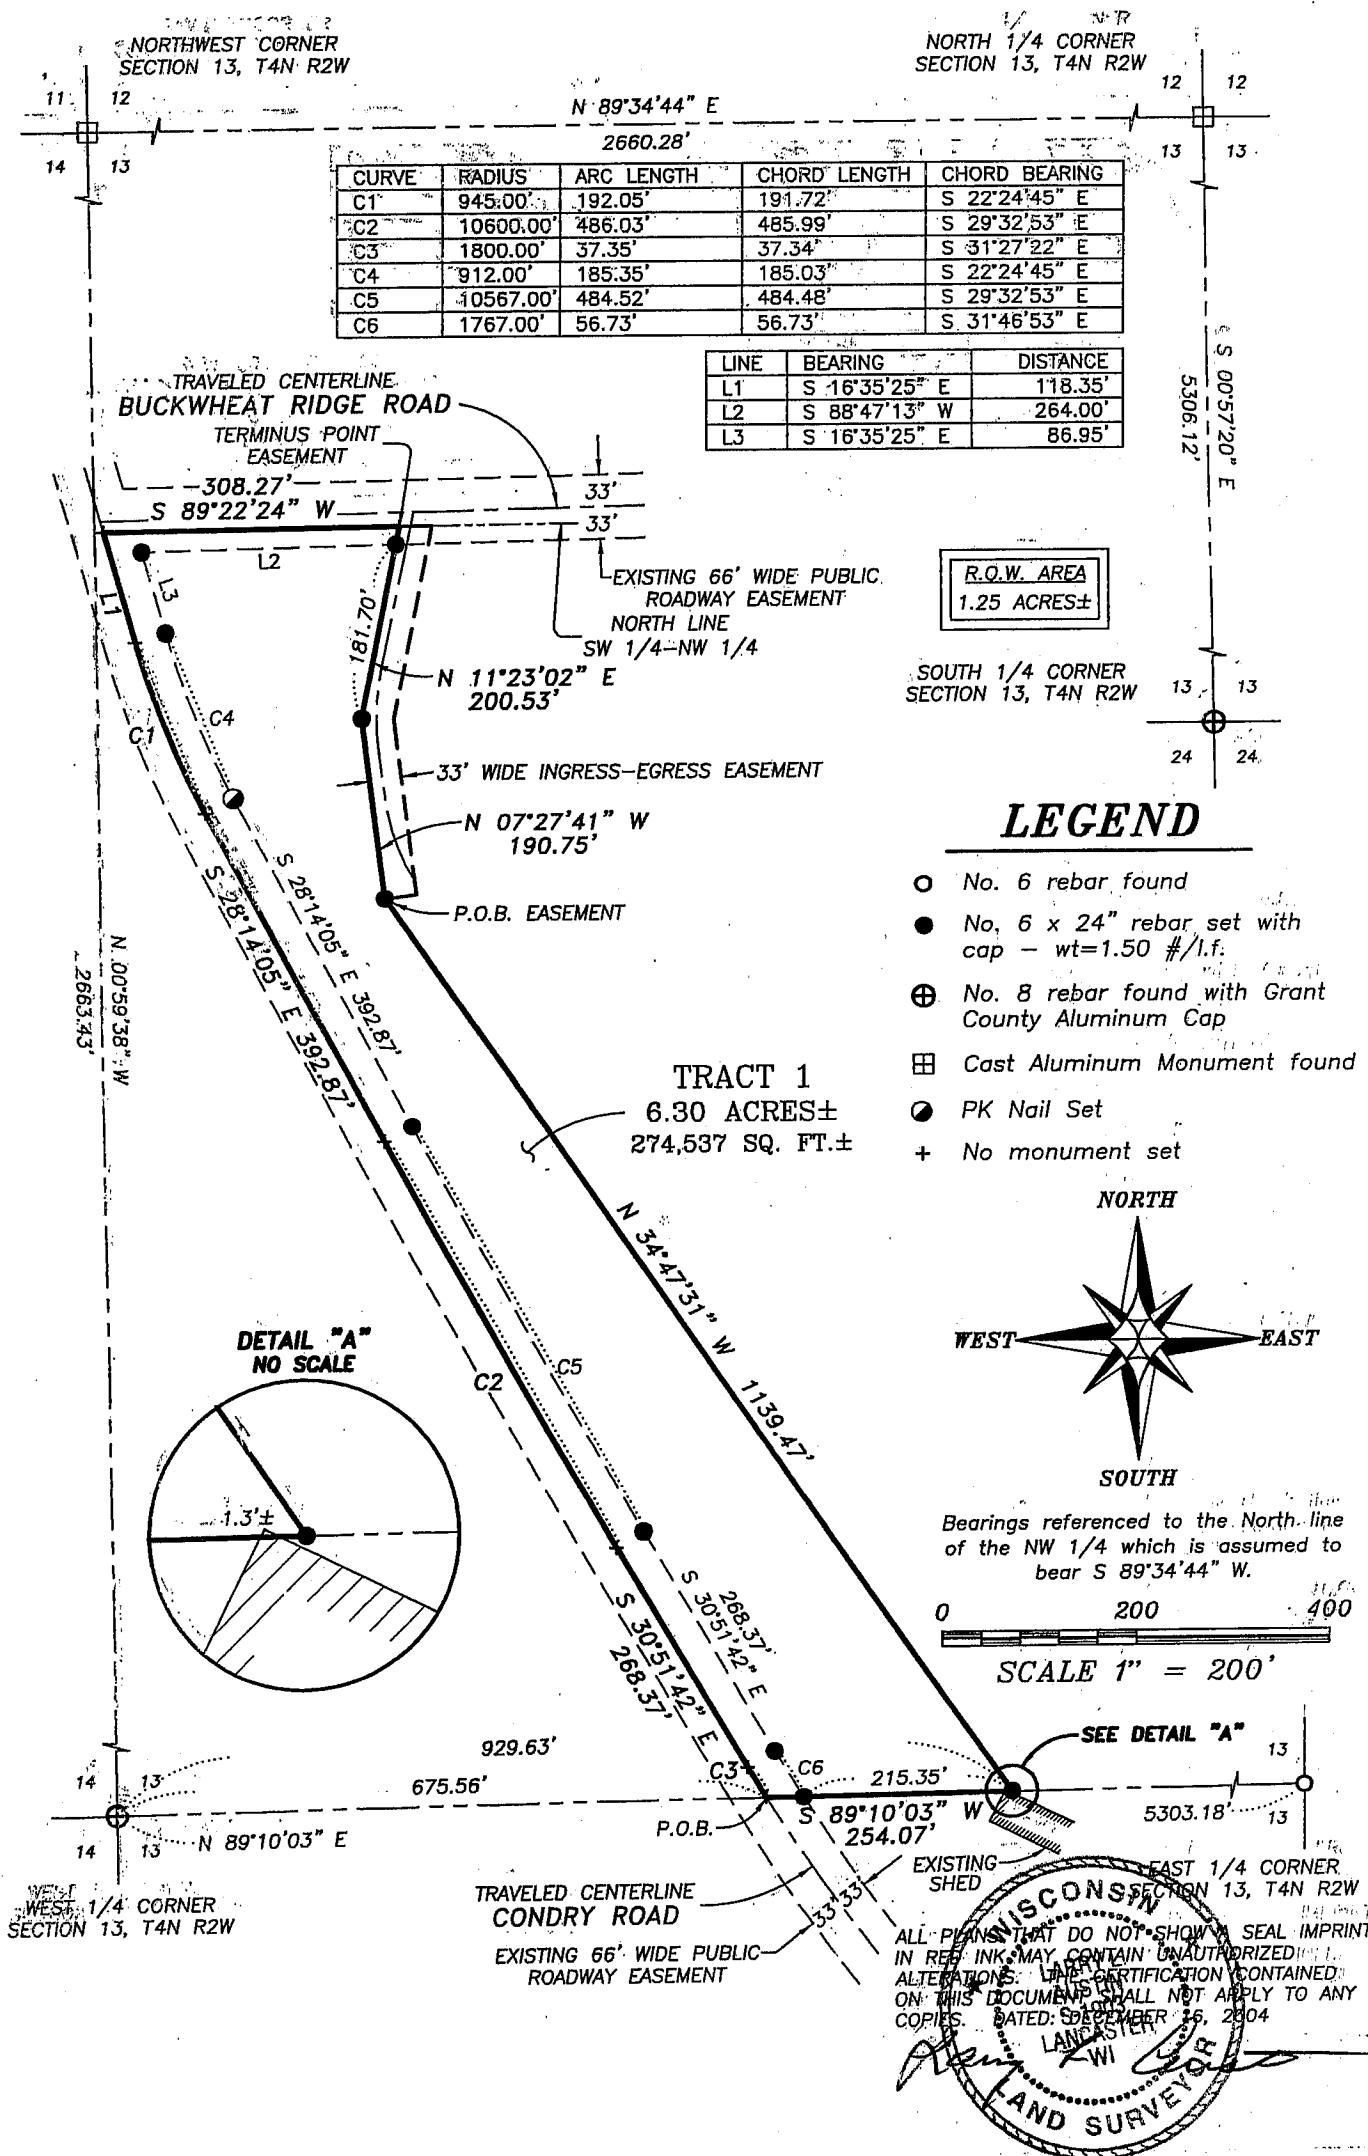 NORTHWEST CORNER
SECTION 13, T4N R2W
NORTH 1/4 CORNER
SECTION 13, T4N R2W
11 12
14 13
12 12
13 13
N 89°34'44" E
2660.28'
CURVE RADIUS ARC LENGTH CHORD LENGTH CHORD BEARING
C1 945.00' 192.05' 191.72' S 22°24'45" E
C2 10600.00' 486.03' 485.99' S 29°32'53" E
C3 1800.00' 37.35' 37.34' S 31°27'22" E
C4 912.00' 185.35' 185.03' S 22°24'45" E
C5 10567.00' 484.52' 484.48' S 29°32'53" E
C6 1767.00' 56.73' 56.73' S 31°46'53" E
LINE BEARING DISTANCE
L1 S 16°35'25" E 118.35'
L2 S 88°47'13" W 264.00'
L3 S 16°35'25" E 86.95'
S 00°57'20" E
5306.12'
TRAVELED CENTERLINE
BUCKWHEAT RIDGE ROAD
TERMINUS POINT
EASEMENT
308.27'
S 89°22'24" W
33'
33'
L2
L3
L1
EXISTING 66' WIDE PUBLIC
ROADWAY EASEMENT
NORTH LINE
SW 1/4-NW 1/4
R.O.W. AREA
1.25 ACRES±
181.70'
N 11°23'02" E
200.53'
SOUTH 1/4 CORNER
SECTION 13, T4N R2W
13 13
24 24
C4
C1
33' WIDE INGRESS-EGRESS EASEMENT
N 07°27'41" W
190.75'
P.O.B. EASEMENT
LEGEND
No. 6 rebar found
No. 6 x 24" rebar set with
cap - wt=1.50 #/l.f.
No. 8 rebar found with Grant
County Aluminum Cap
Cast Aluminum Monument found
PK Nail Set
No monument set
S 28°14'05" E 392.87'
S 28°14'05" E 392.87'
N 00°59'38" W
2663.43'
TRACT 1
6.30 ACRES±
274,537 SQ. FT.±
N 34°47'31" W 1139.47'
NORTH
WEST
EAST
SOUTH
DETAIL "A"
NO SCALE
1.3'±
C2
C5
Bearings referenced to the North line
of the NW 1/4 which is assumed to
bear S 89°34'44" W.
0 200 400
SCALE 1" = 200'
S 30°51'42" E
268.37'
268.37'
S 30°51'42" E
SEE DETAIL "A"
929.63'
675.56'
C3
C6
215.35'
14 13
14 13
13
13
5303.18'
N 89°10'03" E
P.O.B.
S 89°10'03" W
254.07'
WEST 1/4 CORNER
SECTION 13, T4N R2W
EXISTING
SHED
EAST 1/4 CORNER
SECTION 13, T4N R2W
TRAVELED CENTERLINE
CONDRY ROAD
33' 33'
EXISTING 66' WIDE PUBLIC
ROADWAY EASEMENT
ALL PLANS THAT DO NOT SHOW A SEAL IMPRINT
IN RED INK MAY CONTAIN UNAUTHORIZED
ALTERATIONS. THE CERTIFICATION CONTAINED
ON THIS DOCUMENT SHALL NOT APPLY TO ANY
COPIES. DATED: DECEMBER 16, 2004
WISCONSIN
LARRY L.
AUSTIN
S-1903
LANCASTER
WI
LAND SURVEYOR